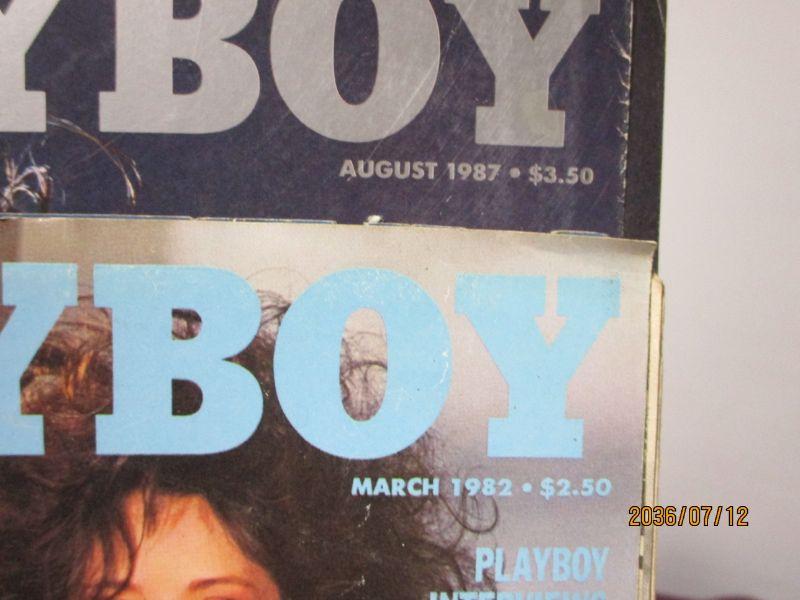 YBOY
AUGUST 1987 • $3.50
YBOY
MARCH 1982 • $2.50
2036/07/12
PLAYBOY